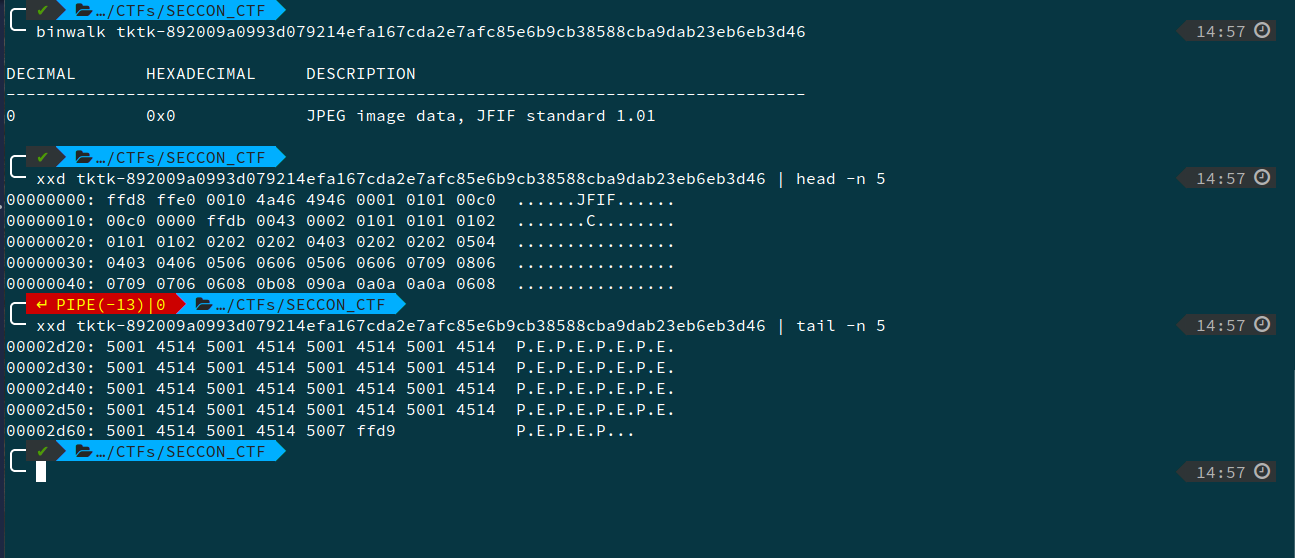 ✔ …/CTFs/SECCON_CTF
binwalk tktk-892009a0993d079214efa167cda2e7afc85e6b9cb38588cba9dab23eb6eb3d46 14:57
DECIMAL HEXADECIMAL DESCRIPTION
--------------------------------------------------------------------------------
0 0x0 JPEG image data, JFIF standard 1.01
✔ …/CTFs/SECCON_CTF
xxd tktk-892009a0993d079214efa167cda2e7afc85e6b9cb38588cba9dab23eb6eb3d46 | head -n 5 14:57
00000000: ffd8 ffe0 0010 4a46 4946 0001 0101 00c0 ......JFIF......
00000010: 00c0 0000 ffdb 0043 0002 0101 0101 0102 .......C........
00000020: 0101 0102 0202 0202 0403 0202 0202 0504 ................
00000030: 0403 0406 0506 0606 0506 0606 0709 0806 ................
00000040: 0709 0706 0608 0b08 090a 0a0a 0a0a 0608 ................
↵ PIPE(-13)|0 …/CTFs/SECCON_CTF
xxd tktk-892009a0993d079214efa167cda2e7afc85e6b9cb38588cba9dab23eb6eb3d46 | tail -n 5 14:57
00002d20: 5001 4514 5001 4514 5001 4514 5001 4514 P.E.P.E.P.E.P.E.
00002d30: 5001 4514 5001 4514 5001 4514 5001 4514 P.E.P.E.P.E.P.E.
00002d40: 5001 4514 5001 4514 5001 4514 5001 4514 P.E.P.E.P.E.P.E.
00002d50: 5001 4514 5001 4514 5001 4514 5001 4514 P.E.P.E.P.E.P.E.
00002d60: 5001 4514 5001 4514 5007 ffd9 P.E.P.E.P...
✔ …/CTFs/SECCON_CTF
14:57